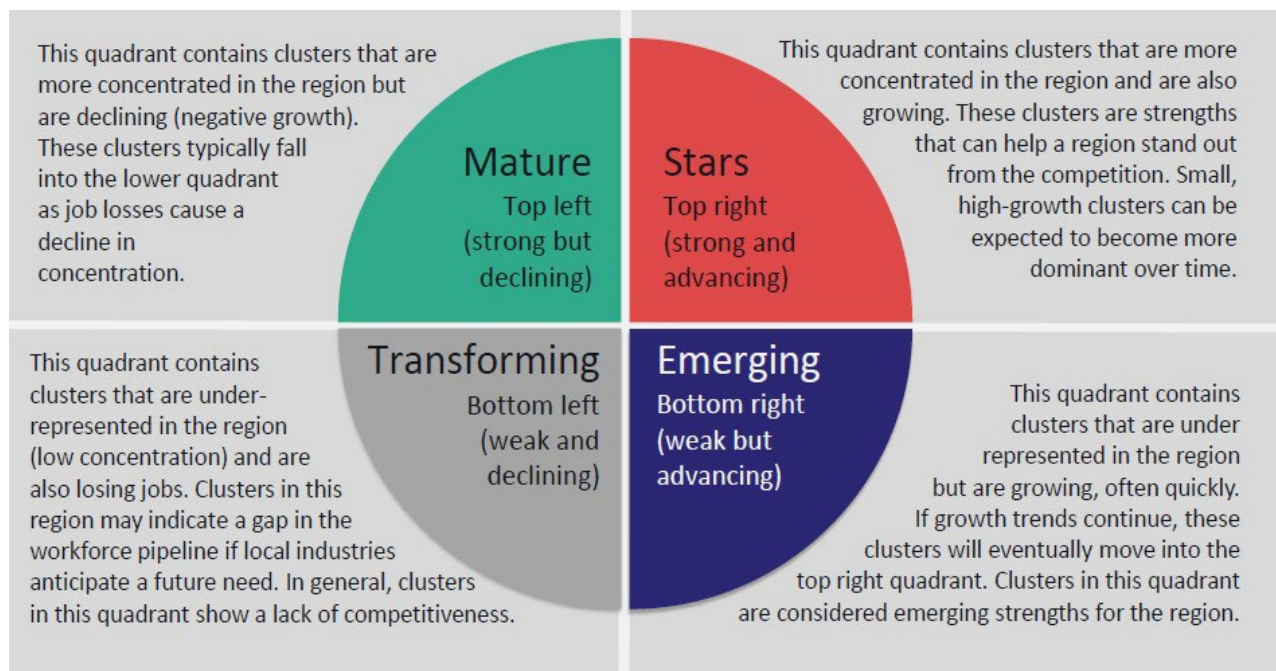 This quadrant contains clusters that are
more concentrated in the region but
are declining (negative growth).
These clusters typically fall
into the lower quadrant
as job losses cause a
decline in
concentration.
Mature
Top left
(strong but
declining)
Stars
Top right
(strong and
advancing)
This quadrant contains clusters that are more
concentrated in the region and are also
growing. These clusters are strengths
that can help a region stand out
from the competition. Small,
high-growth clusters can be
expected to become more
dominant over time.
This quadrant contains
clusters that are under-
represented in the region
(low concentration) and are
also losing jobs. Clusters in this
region may indicate a gap in the
workforce pipeline if local industries
anticipate a future need. In general, clusters
in this quadrant show a lack of competitiveness.
Transforming
Bottom left
(weak and
declining)
Emerging
Bottom right
(weak but
advancing)
This quadrant contains
clusters that are under
represented in the region
but are growing, often quickly.
If growth trends continue, these
clusters will eventually move into the
top right quadrant. Clusters in this quadrant
are considered emerging strengths for the region.